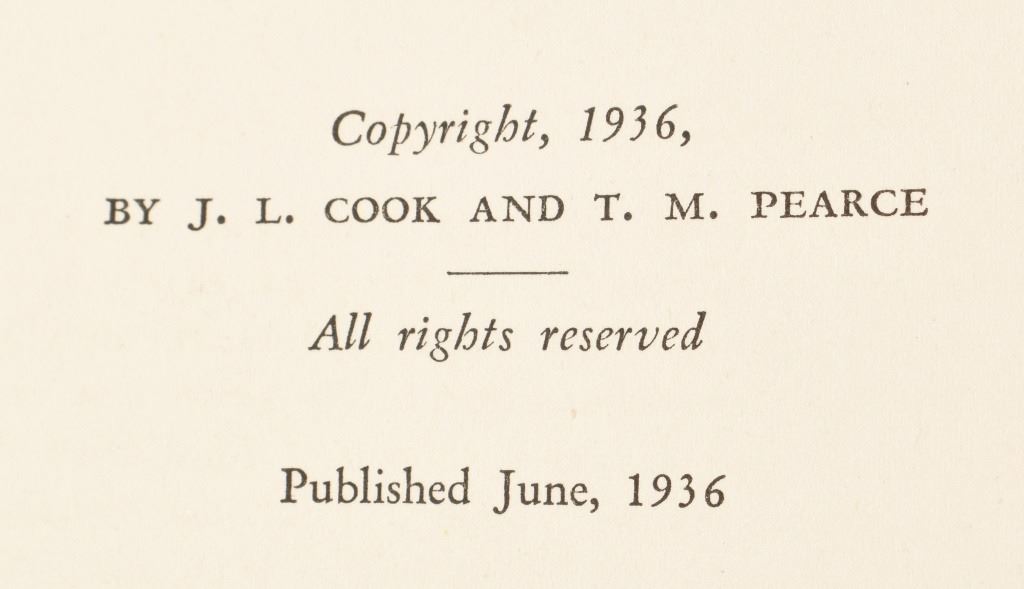 Copyright, 1936,
BY J. L. COOK AND T. M. PEARCE
All rights reserved
Published June, 1936